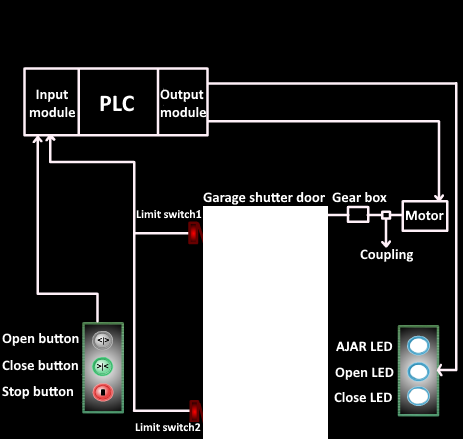 Input
module
PLC
Output
module
Garage shutter door
Gear box
Limit switch1
Motor
Coupling
Open button
<|>
Close button
>|<
Stop button
AJAR LED
Open LED
Close LED
Limit switch2